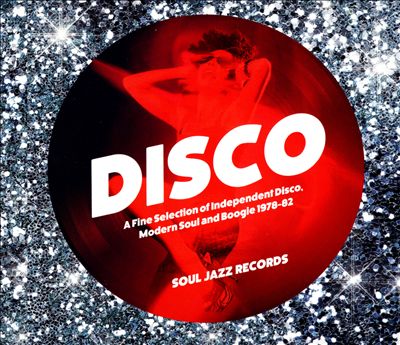 DISCO
A Fine Selection of Independent Disco,
Modern Soul and Boogie 1978-82
SOUL JAZZ RECORDS